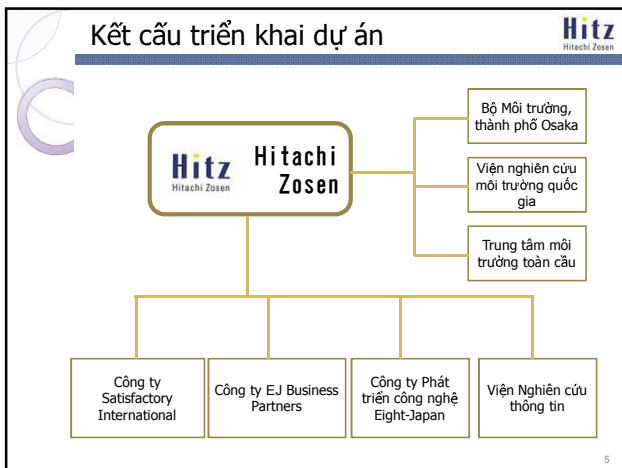 Kết cấu triển khai dự án
Hitz
Hitachi Zosen
Bộ Môi trường,
thành phố Osaka
Hitz
Hitachi Zosen
Hitachi
Zosen
Viện nghiên cứu
môi trường quốc
gia
Trung tâm môi
trường toàn cầu
Công ty
Satisfactory
International
Công ty EJ Business
Partners
Công ty Phát
triển công nghệ
Eight-Japan
Viện Nghiên cứu
thông tin
5